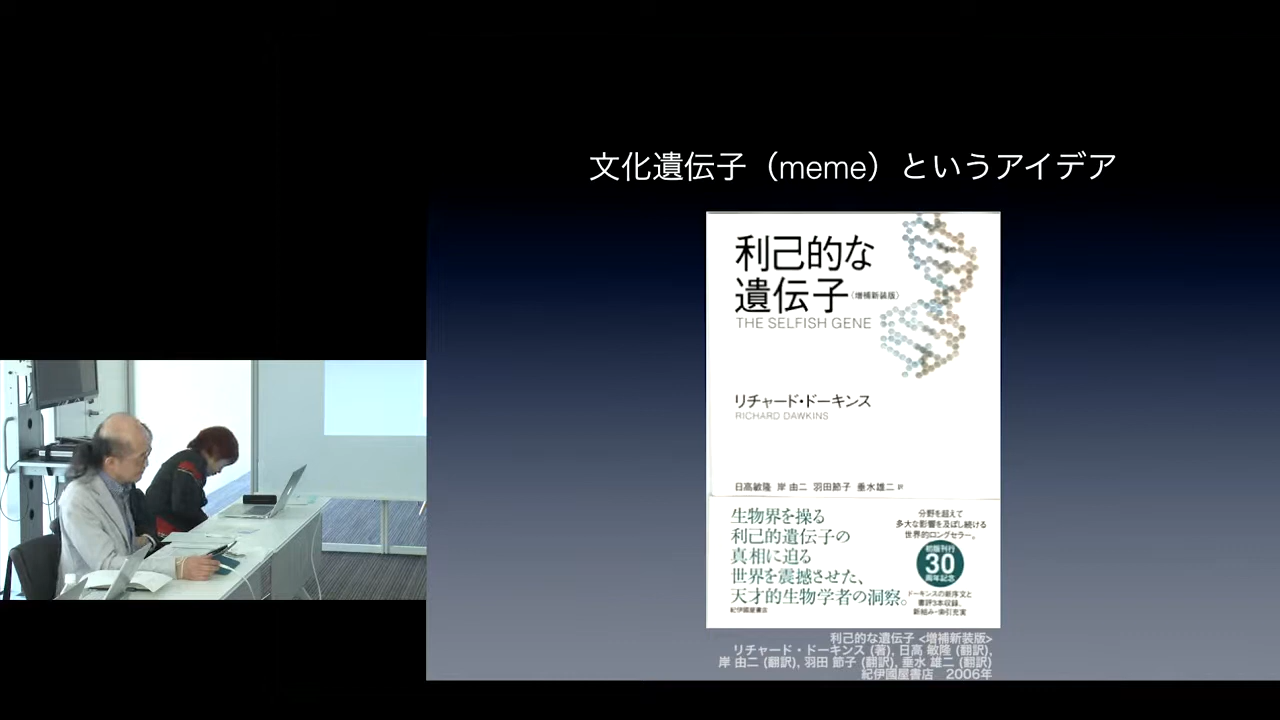 文化遺伝子（meme）というアイデア
利己的な
遺伝子〈増補新装版〉
THE SELFISH GENE
リチャード・ドーキンス
RICHARD DAWKINS
日高敏隆 岸 由二 羽田節子 垂水雄二 訳
生物界を操る
利己的遺伝子の
真相に迫る
世界を震撼させた、
天才的生物学者の洞察。
紀伊國屋書店
分野を超えて
多大な影響を及ぼし続ける
世界的ロングセラー。
初版刊行
30
周年記念
ドーキンスの新序文と
書評3本収録、
新組み・索引充実
利己的な遺伝子 <増補新装版>
リチャード・ドーキンス (著), 日高 敏隆 (翻訳),
岸 由二 (翻訳), 羽田 節子 (翻訳), 垂水 雄二 (翻訳)
紀伊國屋書店　2006年